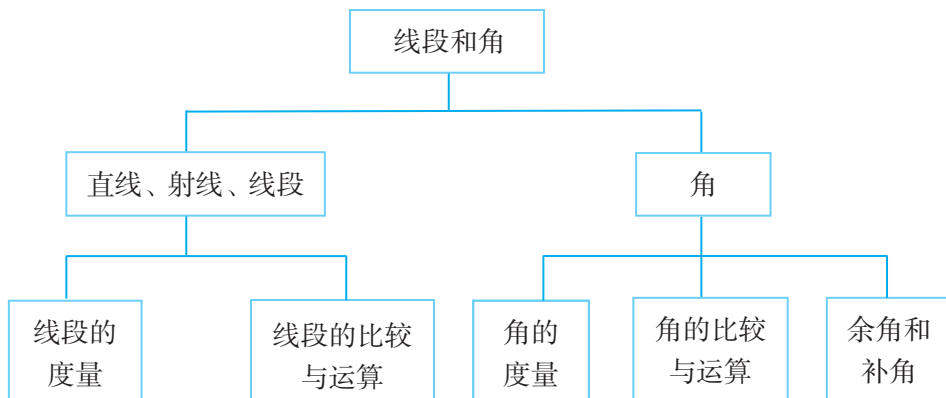 线段和角
直线、射线、线段
角
线段的
度量
线段的比较
与运算
角的
度量
角的比较
与运算
余角和
补角